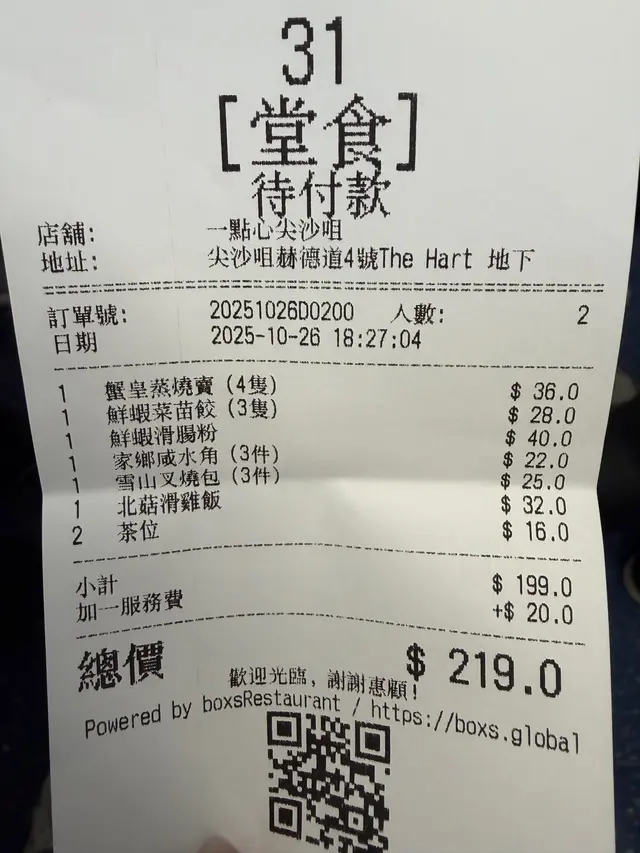 31
[堂食]
待付款
店舖: 一點心尖沙咀
地址: 尖沙咀赫德道4號The Hart 地下
訂單號: 20251026D0200 人數: 2
日期 2025-10-26 18:27:04
1 蟹皇蒸燒賣 (4隻) $ 36.0
1 鮮蝦菜苗餃 (3隻) $ 28.0
1 鮮蝦滑腸粉 $ 40.0
1 家鄉咸水角 (3件) $ 22.0
1 雪山叉燒包 (3件) $ 25.0
1 北菇滑雞飯 $ 32.0
2 茶位 $ 16.0
小計 $ 199.0
加一服務費 +$ 20.0
總價 $ 219.0
歡迎光臨, 謝謝惠顧!
Powered by boxsRestaurant / https://boxs.global